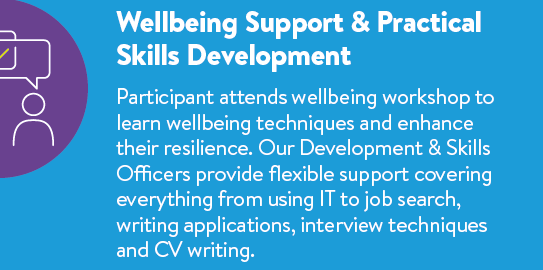 Wellbeing Support & Practical
Skills Development
Participant attends wellbeing workshop to
learn wellbeing techniques and enhance
their resilience. Our Development & Skills
Officers provide flexible support covering
everything from using IT to job search,
writing applications, interview techniques
and CV writing.